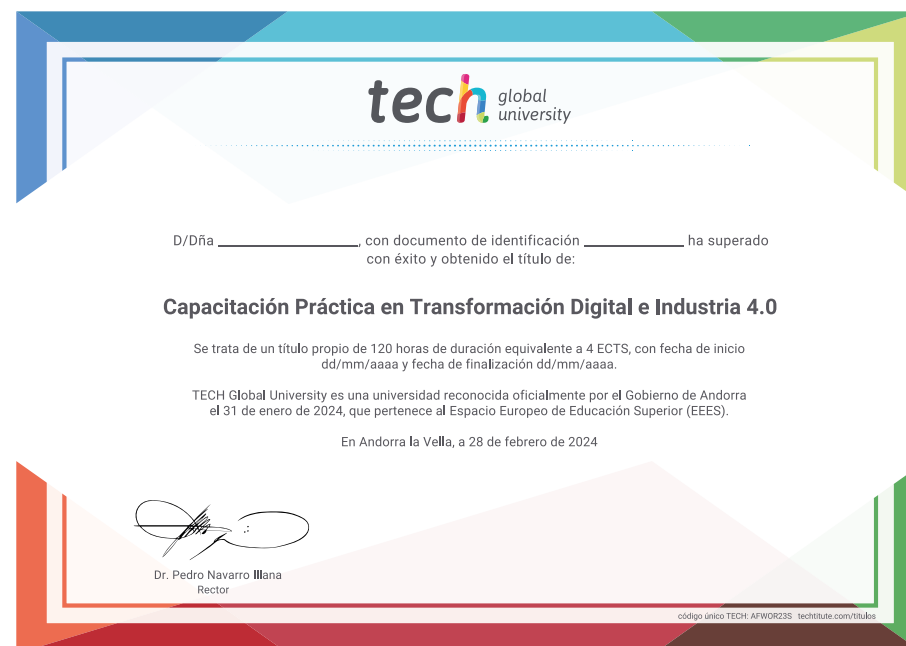 tech global
university
D/Dña ____________________, con documento de identificación ______________ ha superado
con éxito y obtenido el título de:
Capacitación Práctica en Transformación Digital e Industria 4.0
Se trata de un título propio de 120 horas de duración equivalente a 4 ECTS, con fecha de inicio
dd/mm/aaaa y fecha de finalización dd/mm/aaaa.
TECH Global University es una universidad reconocida oficialmente por el Gobierno de Andorra
el 31 de enero de 2024, que pertenece al Espacio Europeo de Educación Superior (EEES).
En Andorra la Vella, a 28 de febrero de 2024
Dr. Pedro Navarro Illana
Rector
código único TECH: AFWOR23S techtitute.com/titulos